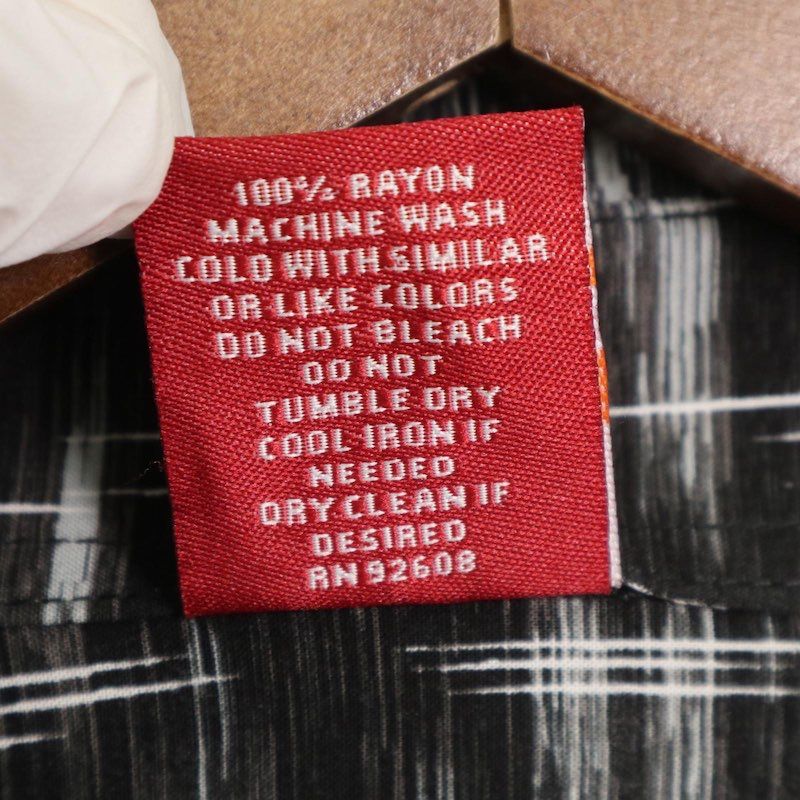 100% RAYON
MACHINE WASH
COLD WITH SIMILAR
OR LIKE COLORS
DO NOT BLEACH
DO NOT
TUMBLE DRY
COOL IRON IF
NEEDED
DRY CLEAN IF
DESIRED
RN 92608